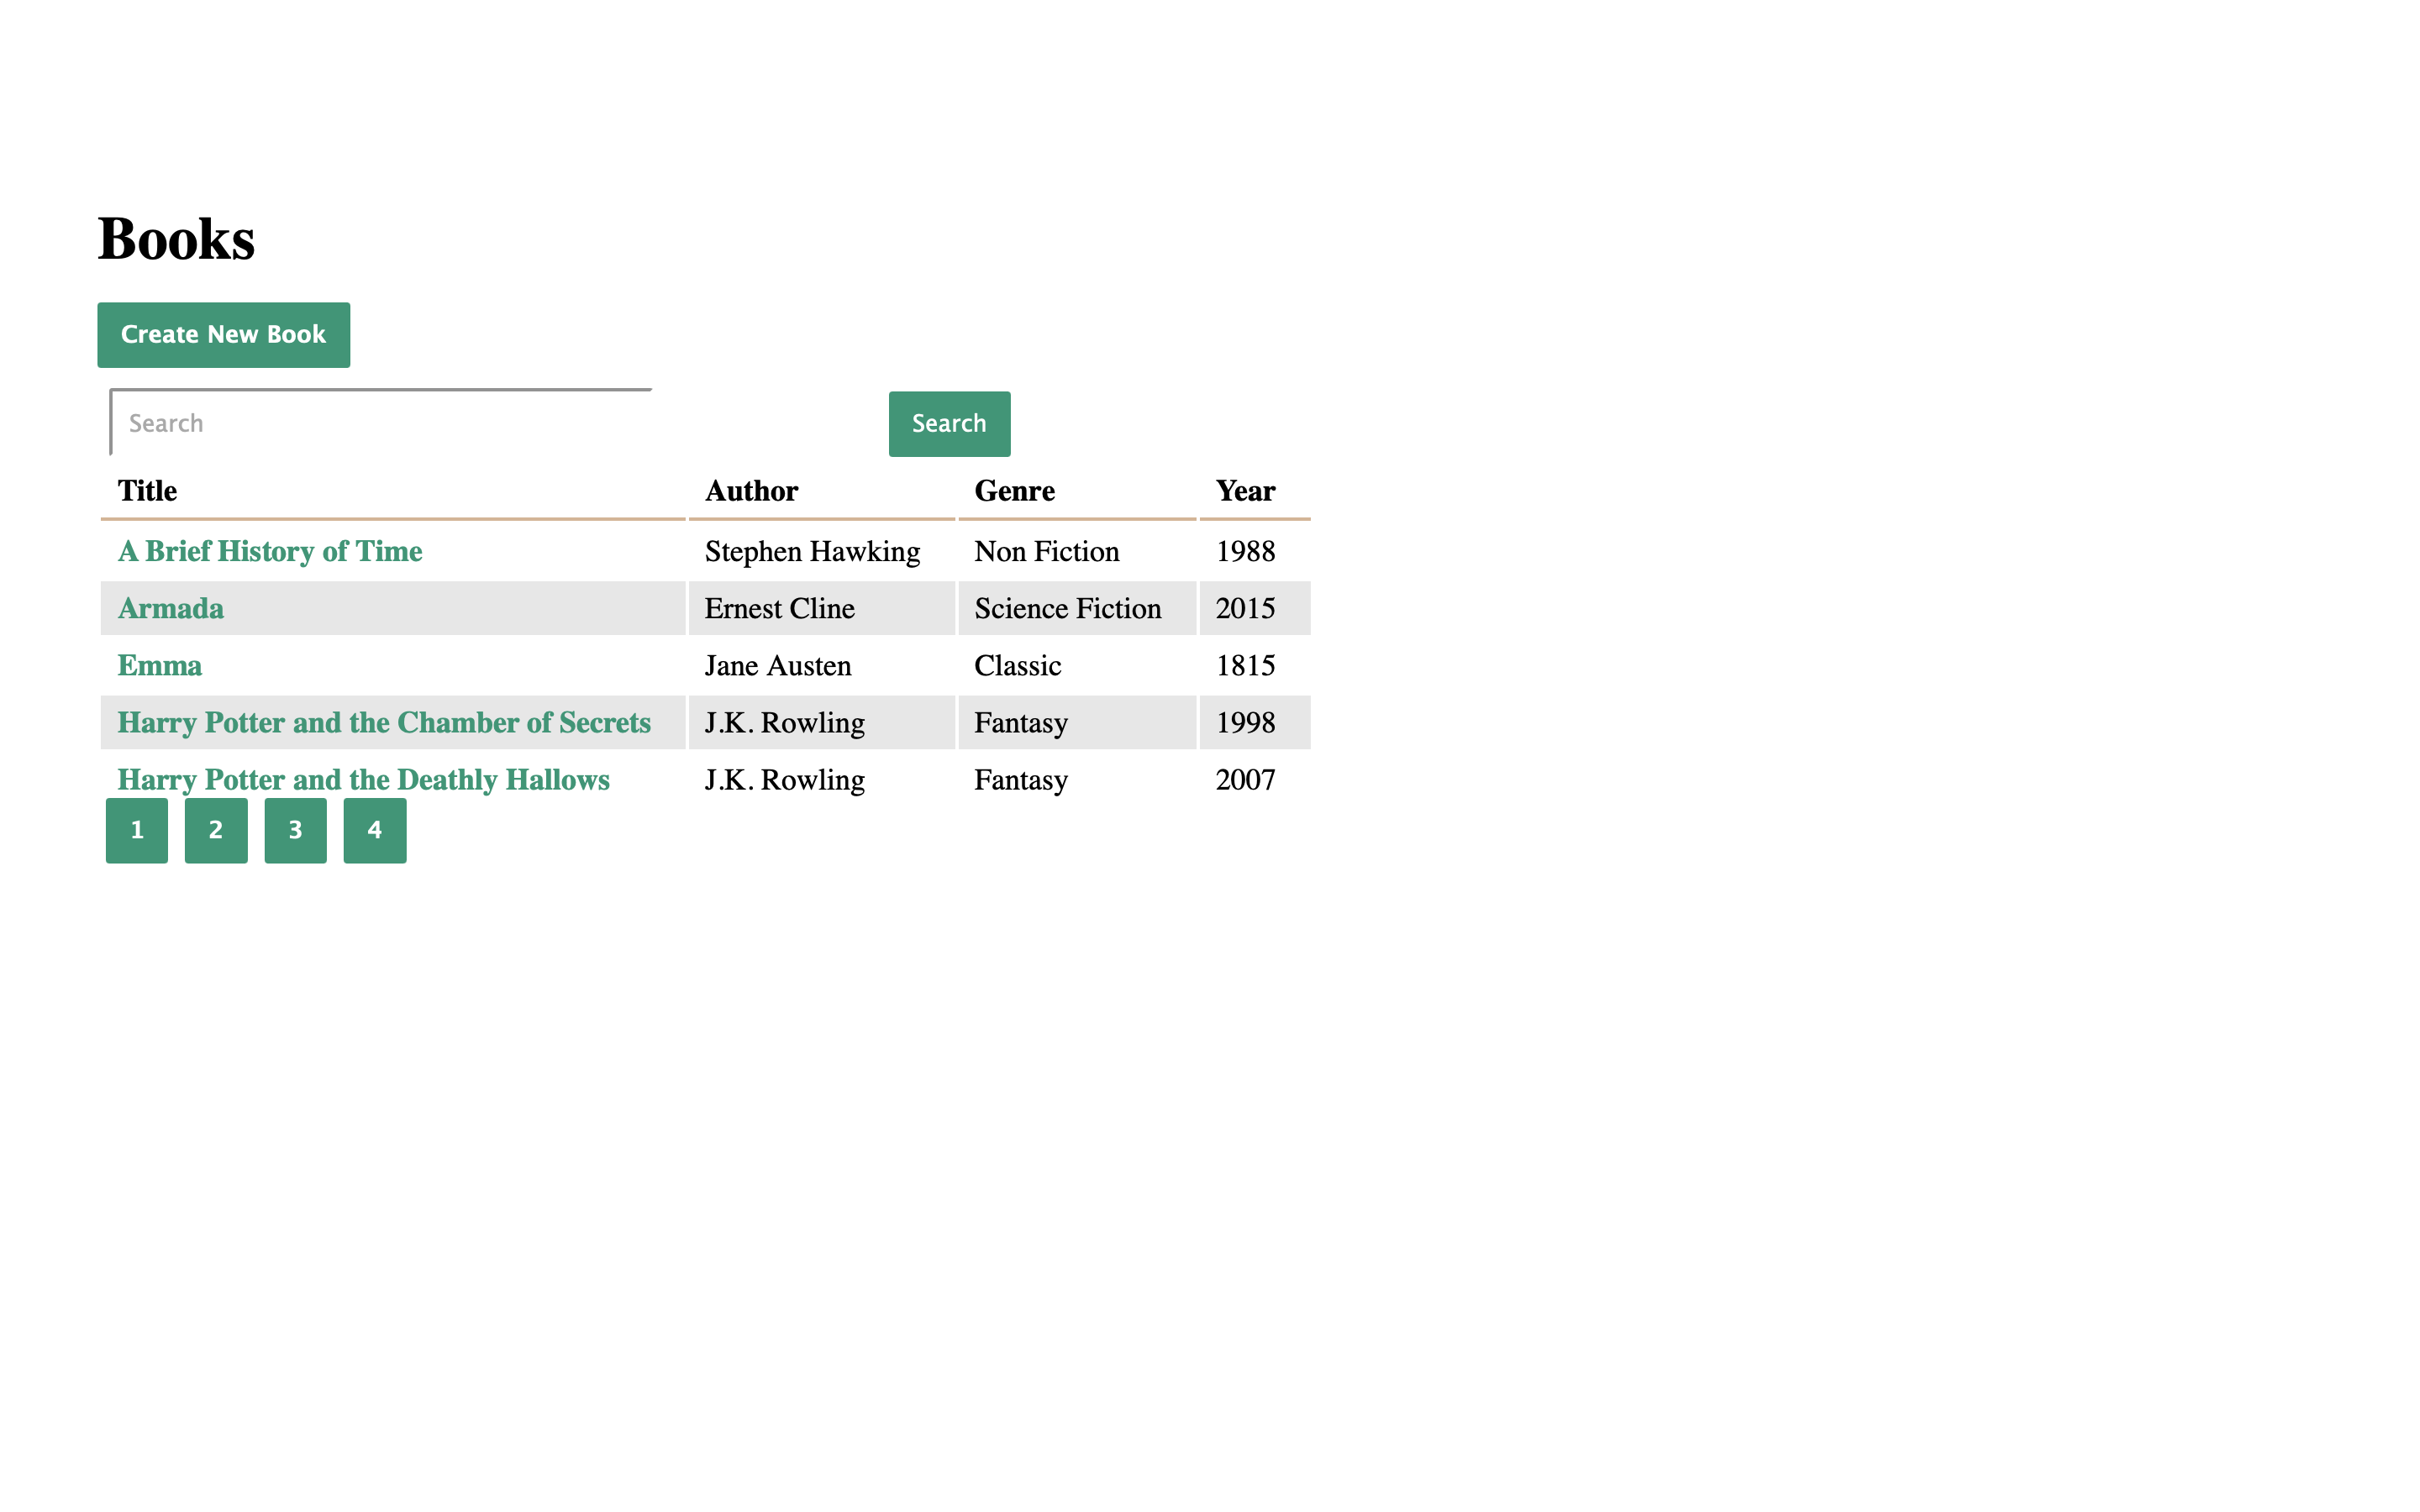 Books
Create New Book
Search Search
Title Author Genre Year
A Brief History of Time Stephen Hawking Non Fiction 1988
Armada Ernest Cline Science Fiction 2015
Emma Jane Austen Classic 1815
Harry Potter and the Chamber of Secrets J.K. Rowling Fantasy 1998
Harry Potter and the Deathly Hallows J.K. Rowling Fantasy 2007
1 2 3 4